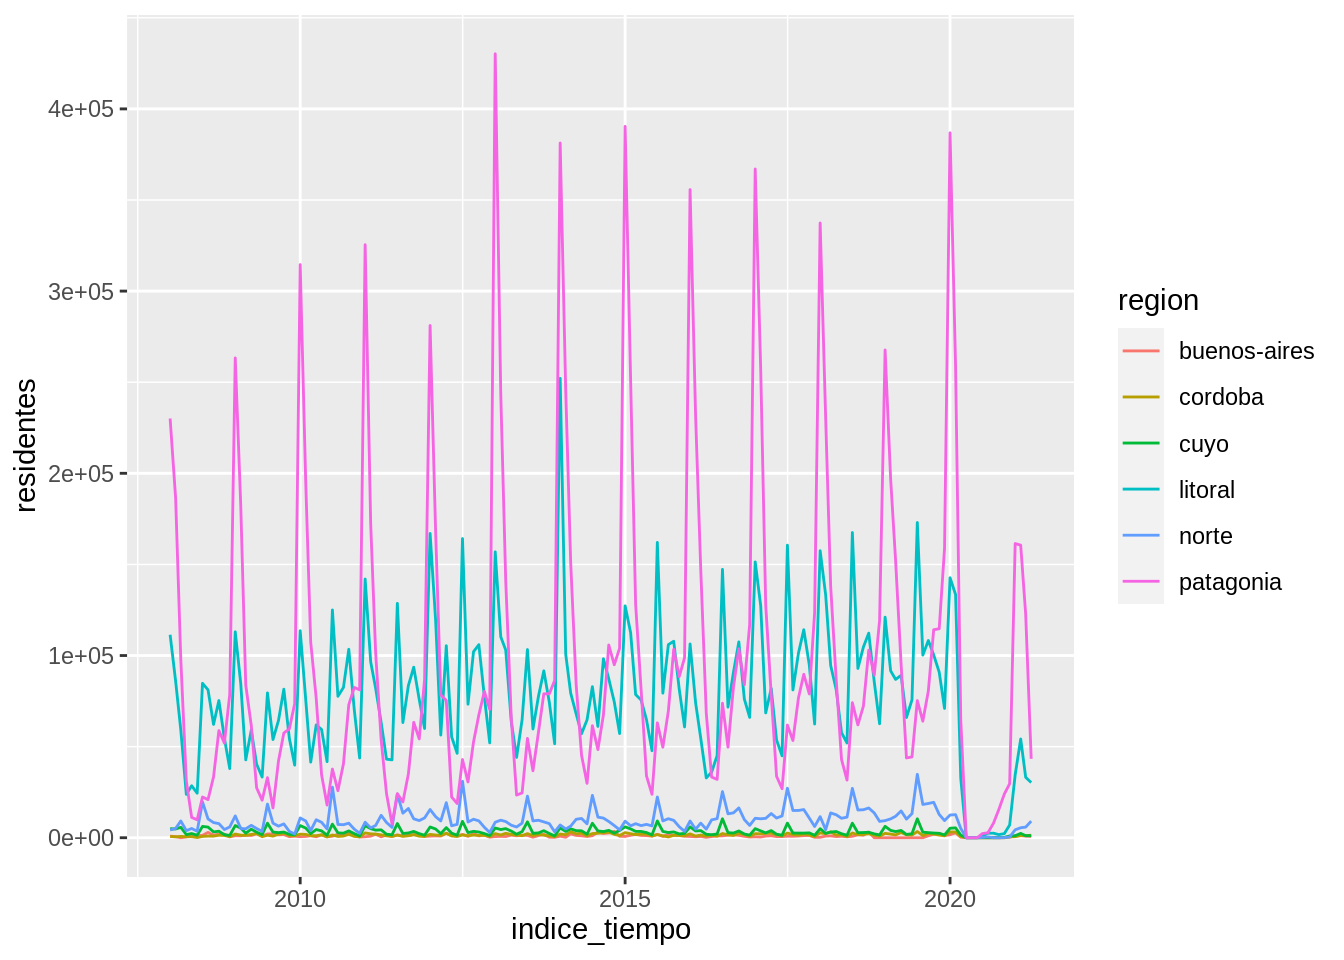 4e+05
3e+05
2e+05
1e+05
0e+00
residentes
2010
2015
2020
indice_tiempo
region
buenos-aires
cordoba
cuyo
litoral
norte
patagonia